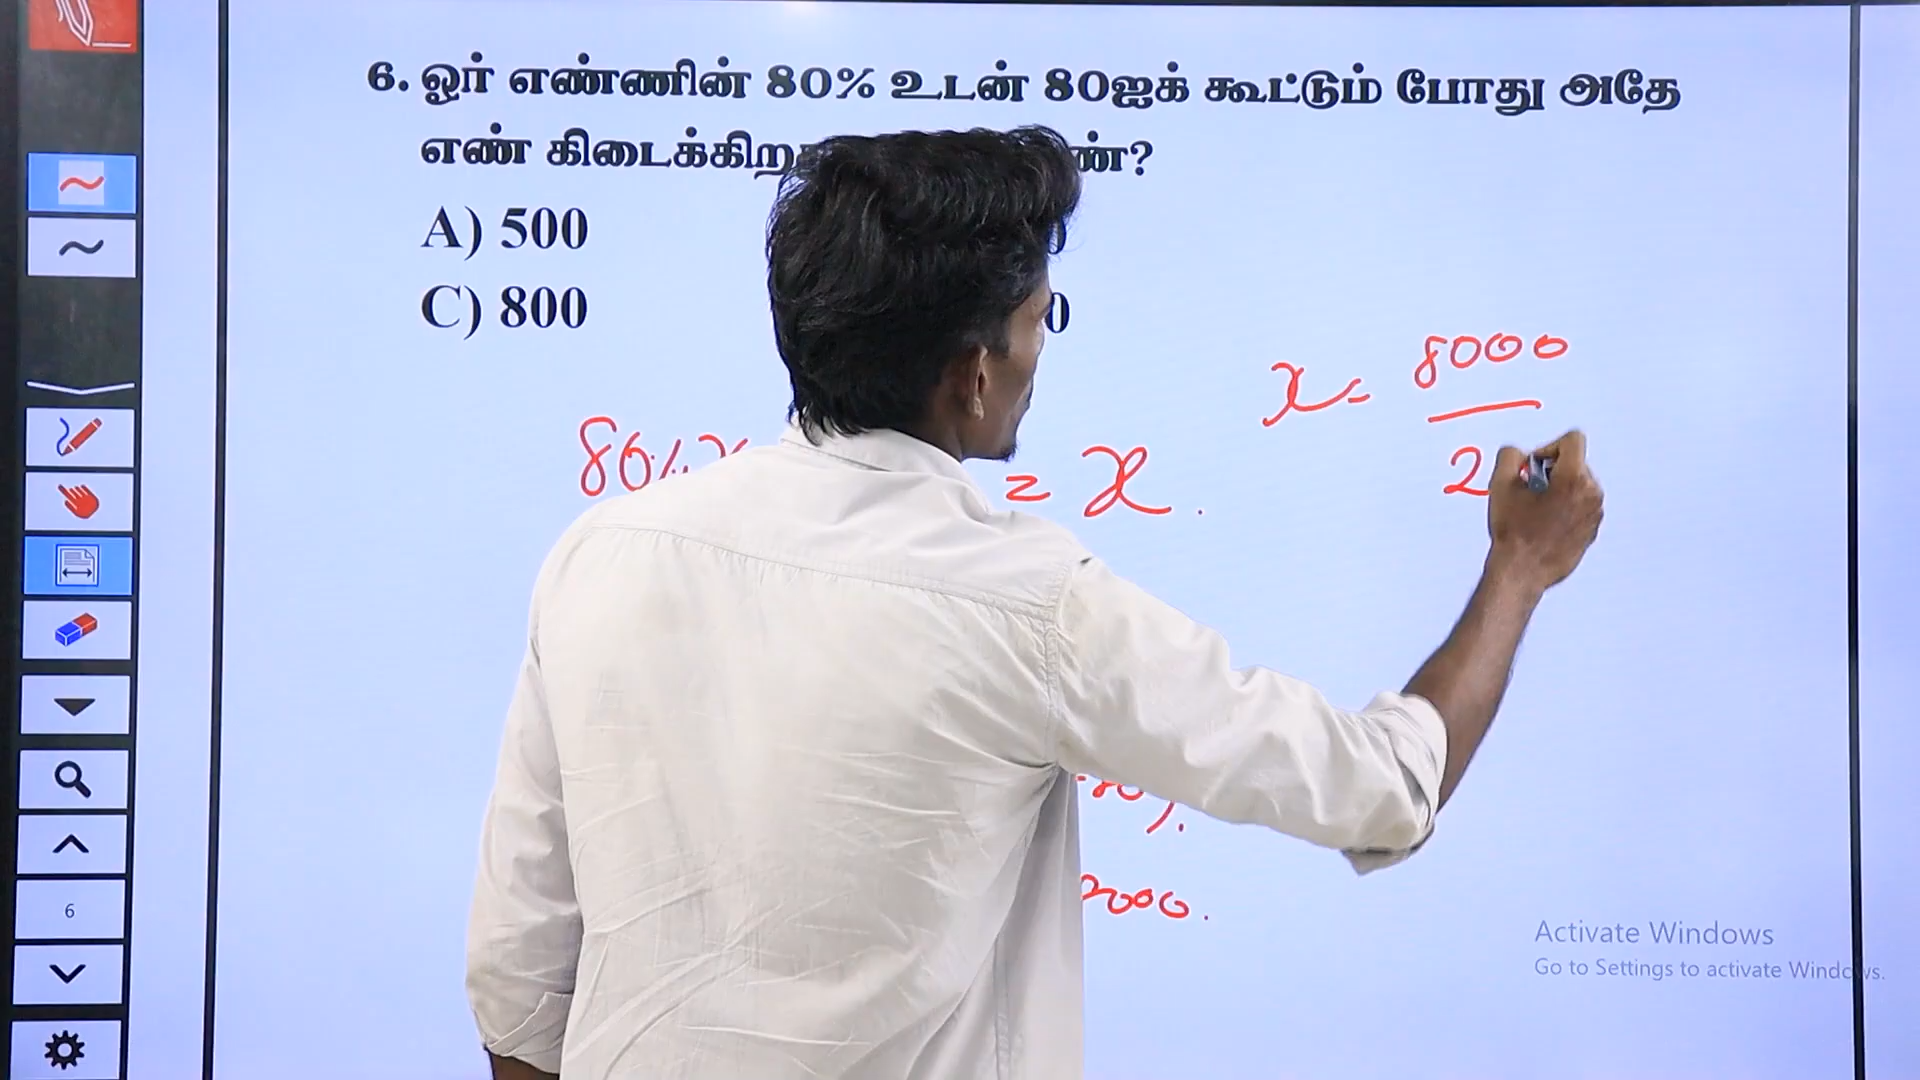 6. ஓர் எண்ணின் 80% உடன் 80ஐக் கூட்டும் போது அதே
எண் ?
A) 500
C) 800
x = 8000
2
80% x = x.
80%.
Activate Windows
Go to Settings to activate Windows.
6